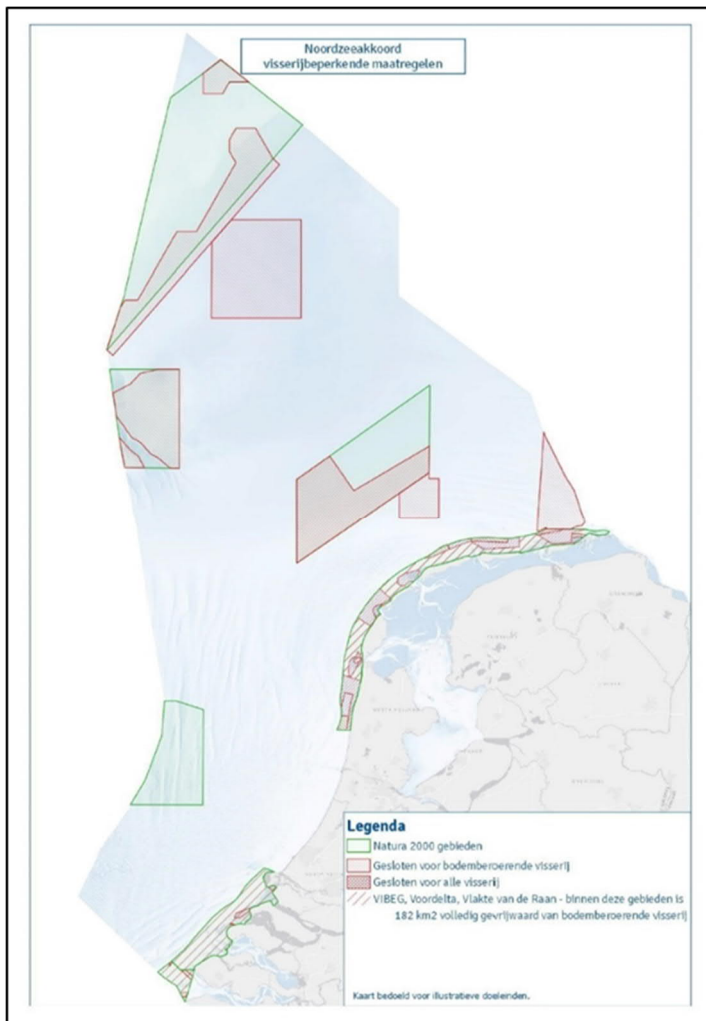 Noordzeeakkoord
visserijbeperkende maatregelen
Legenda
Natura 2000 gebieden
Gesloten voor bodemberoerende visserij
Gesloten voor alle visserij
VIBEG, Voordelta, Vlakte van de Raan - binnen deze gebieden is
182 km2 volledig gevrijwaard van bodemberoerende visserij
Kaart bedoeld voor illustratieve doeleinden.